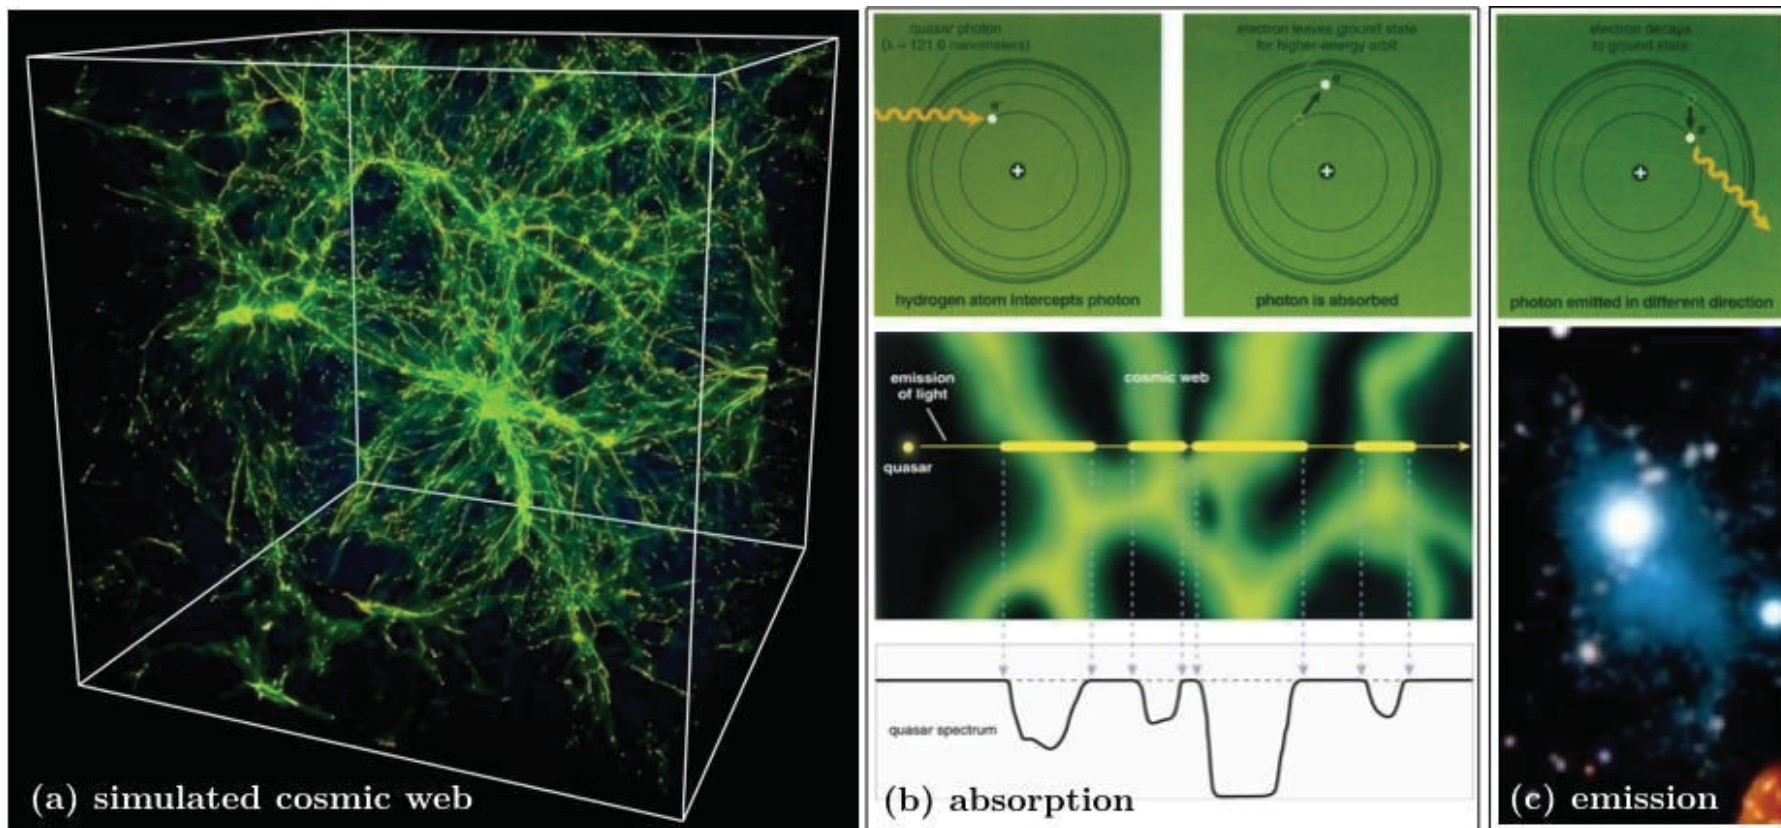 quasar photon
(λ = 121.6 nanometers)
e⁻
hydrogen atom intercepts photon
electron leaves ground state
for higher-energy orbit
e⁻
photon is absorbed
electron decays
to ground state
e⁻
photon emitted in different direction
emission
of light
cosmic web
quasar
quasar spectrum
(a) simulated cosmic web
(b) absorption
(c) emission